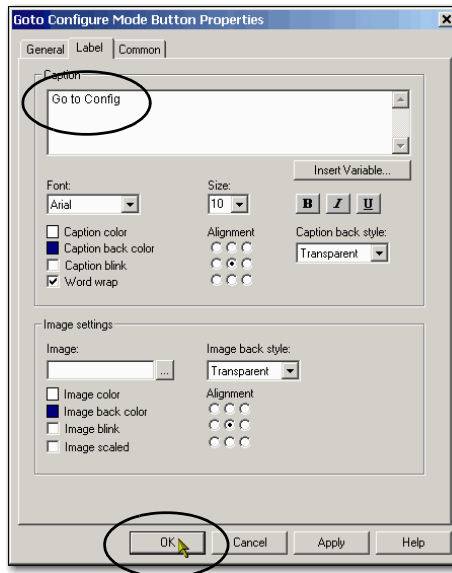 Goto Configure Mode Button Properties
General Label Common
Caption
Go to Config
Insert Variable...
Font: Size:
Arial 10 B I U
Caption color Alignment Caption back style:
Caption back color Transparent
Caption blink
Word wrap
Image settings
Image: Image back style:
... Transparent
Image color Alignment
Image back color
Image blink
Image scaled
OK Cancel Apply Help